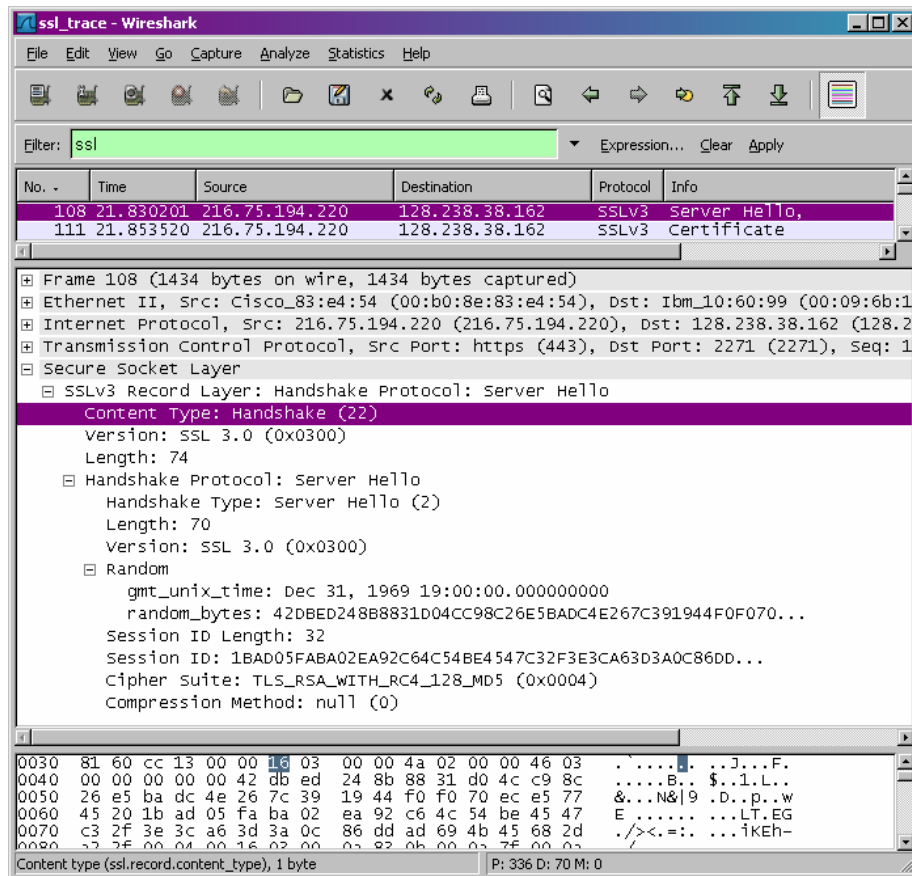 ssl_trace - Wireshark
File Edit View Go Capture Analyze Statistics Help
Filter: ssl Expression... Clear Apply
No. Time Source Destination Protocol Info
108 21.830201 216.75.194.220 128.238.38.162 SSLv3 Server Hello,
111 21.853520 216.75.194.220 128.238.38.162 SSLv3 Certificate
Frame 108 (1434 bytes on wire, 1434 bytes captured)
Ethernet II, Src: Cisco_83:e4:54 (00:b0:8e:83:e4:54), Dst: Ibm_10:60:99 (00:09:6b:1
Internet Protocol, Src: 216.75.194.220 (216.75.194.220), Dst: 128.238.38.162 (128.2
Transmission Control Protocol, Src Port: https (443), Dst Port: 2271 (2271), Seq: 1
Secure Socket Layer
SSLv3 Record Layer: Handshake Protocol: Server Hello
Content Type: Handshake (22)
Version: SSL 3.0 (0x0300)
Length: 74
Handshake Protocol: Server Hello
Handshake Type: Server Hello (2)
Length: 70
Version: SSL 3.0 (0x0300)
Random
gmt_unix_time: Dec 31, 1969 19:00:00.000000000
random_bytes: 42DBED248B8831D04CC98C26E5BADC4E267C391944F0F070...
Session ID Length: 32
Session ID: 1BAD05FABA02EA92C64C54BE4547C32F3E3CA63D3A0C86DD...
Cipher Suite: TLS_RSA_WITH_RC4_128_MD5 (0x0004)
Compression Method: null (0)
0030 81 60 cc 13 00 00 16 03 00 00 4a 02 00 00 46 03 .`...... ..J...F.
0040 00 00 00 00 00 42 db ed 24 8b 88 31 d0 4c c9 8c .....B.. $..1.L..
0050 26 e5 ba dc 4e 26 7c 39 19 44 f0 f0 70 ec e5 77 &...N&|9 .D..p..w
0060 45 20 1b ad 05 fa ba 02 ea 92 c6 4c 54 be 45 47 E ...... ...LT.EG
0070 c3 2f 3e 3c a6 3d 3a 0c 86 dd ad 69 4b 45 68 2d ./><.=:. ...iKEh-
Content type (ssl.record.content_type), 1 byte P: 336 D: 70 M: 0